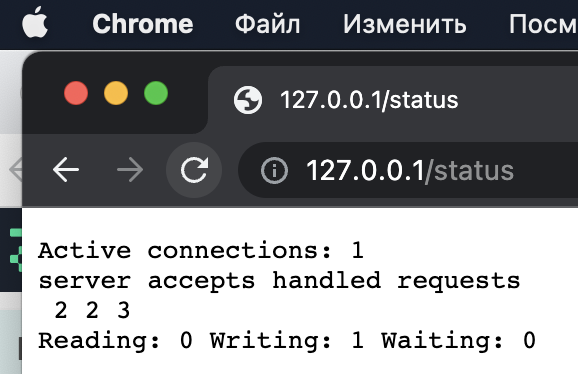 Chrome Файл Изменить
127.0.0.1/status
127.0.0.1/status
Active connections: 1
server accepts handled requests
2 2 3
Reading: 0 Writing: 1 Waiting: 0